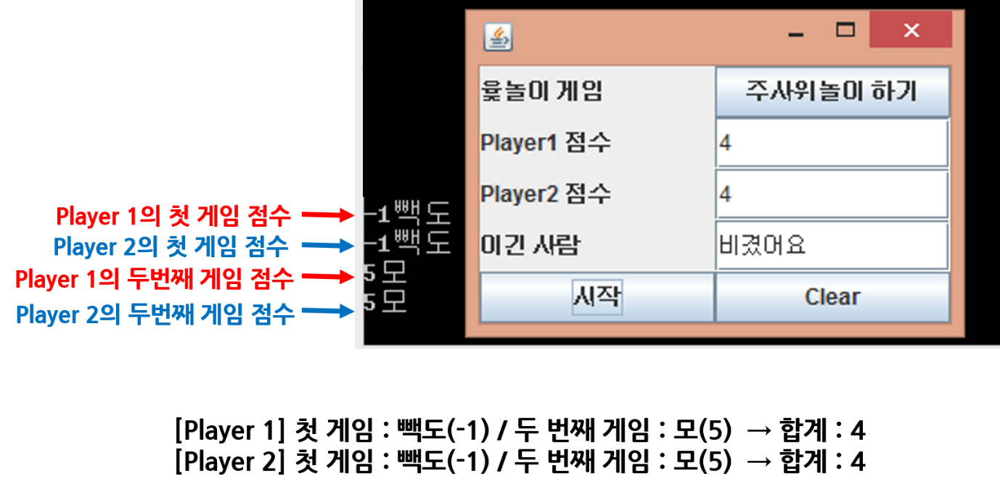 윷놀이 게임 주사위놀이 하기
Player1 점수 4
Player2 점수 4
이긴 사람 비겼어요
시작 Clear
Player 1의 첫 게임 점수 -1 빽도
Player 2의 첫 게임 점수 -1 빽도
Player 1의 두번째 게임 점수 5 모
Player 2의 두번째 게임 점수 5 모
[Player 1] 첫 게임 : 빽도(-1) / 두 번째 게임 : 모(5) → 합계 : 4
[Player 2] 첫 게임 : 빽도(-1) / 두 번째 게임 : 모(5) → 합계 : 4